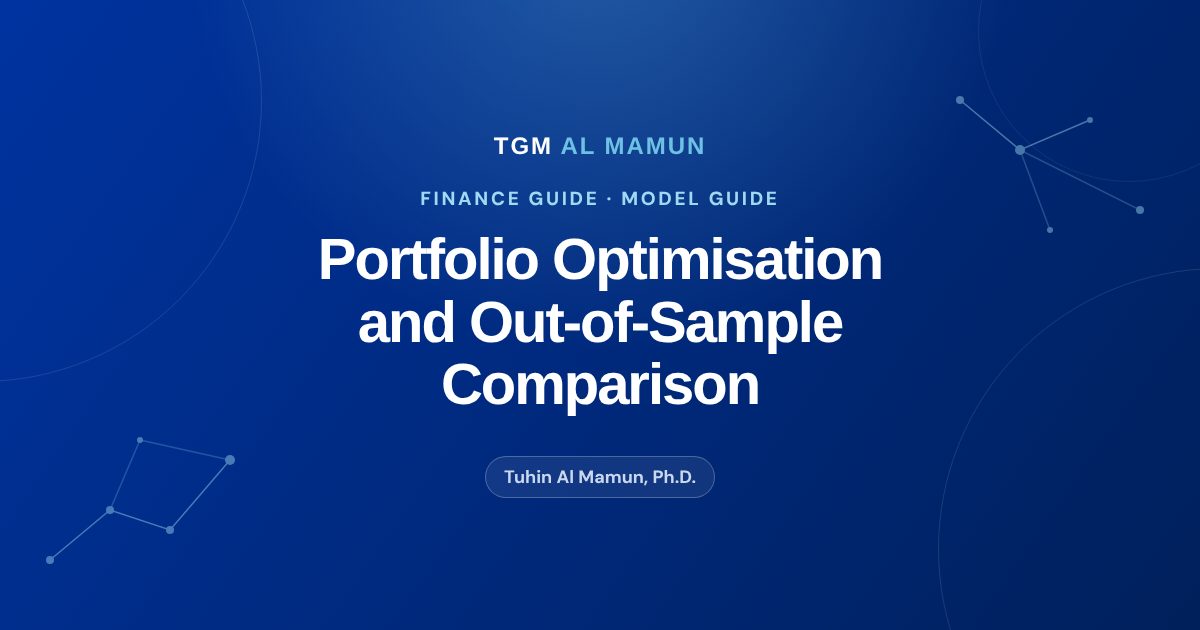 TGM AL MAMUN
FINANCE GUIDE · MODEL GUIDE
Portfolio Optimisation
and Out-of-Sample
Comparison
Tuhin Al Mamun, Ph.D.